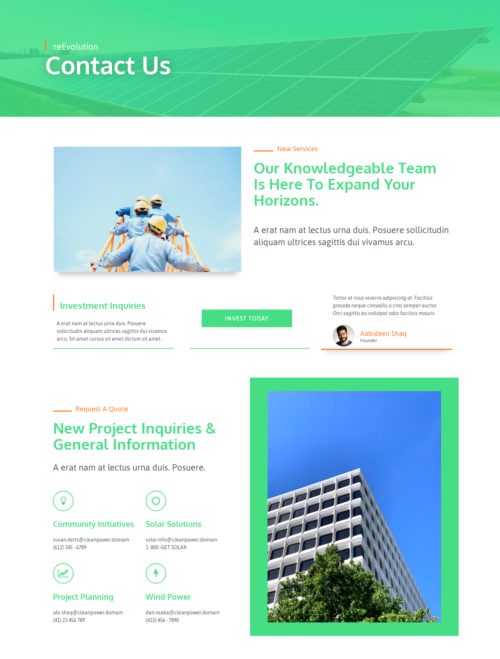 reEvolution
Contact Us
New Services
Our Knowledgeable Team
Is Here To Expand Your
Horizons.
A erat nam at lectus urna duis. Posuere sollicitudin
aliquam ultrices sagittis dui vivamus arcu.
Investment Inquiries
A erat nam at lectus urna duis. Posuere
sollicitudin aliquam ultrices sagittis dui vivamus
arcu. Sit amet cursus sit amet dictum sit amet
INVEST TODAY
Tortor at risus viverra adipiscing at. Facilisis
gravida neque convallis a cras semper auctor.
Orci sagittis eu volutpat odio facilisis mauris.
Aabideen Shaq
Founder
Request A Quote
New Project Inquiries &
General Information
A erat nam at lectus urna duis. Posuere.
Community Initiatives
susan.deits@cleanpower.domain
(612) 345 - 6789
Solar Solutions
solar.info@cleanpower.domain
1-800-GET SOLAR
Project Planning
abi.shaq@cleanpower.domain
(41) 23 456 789
Wind Power
dan.osaka@cleanpower.domain
(415) 456 - 7890